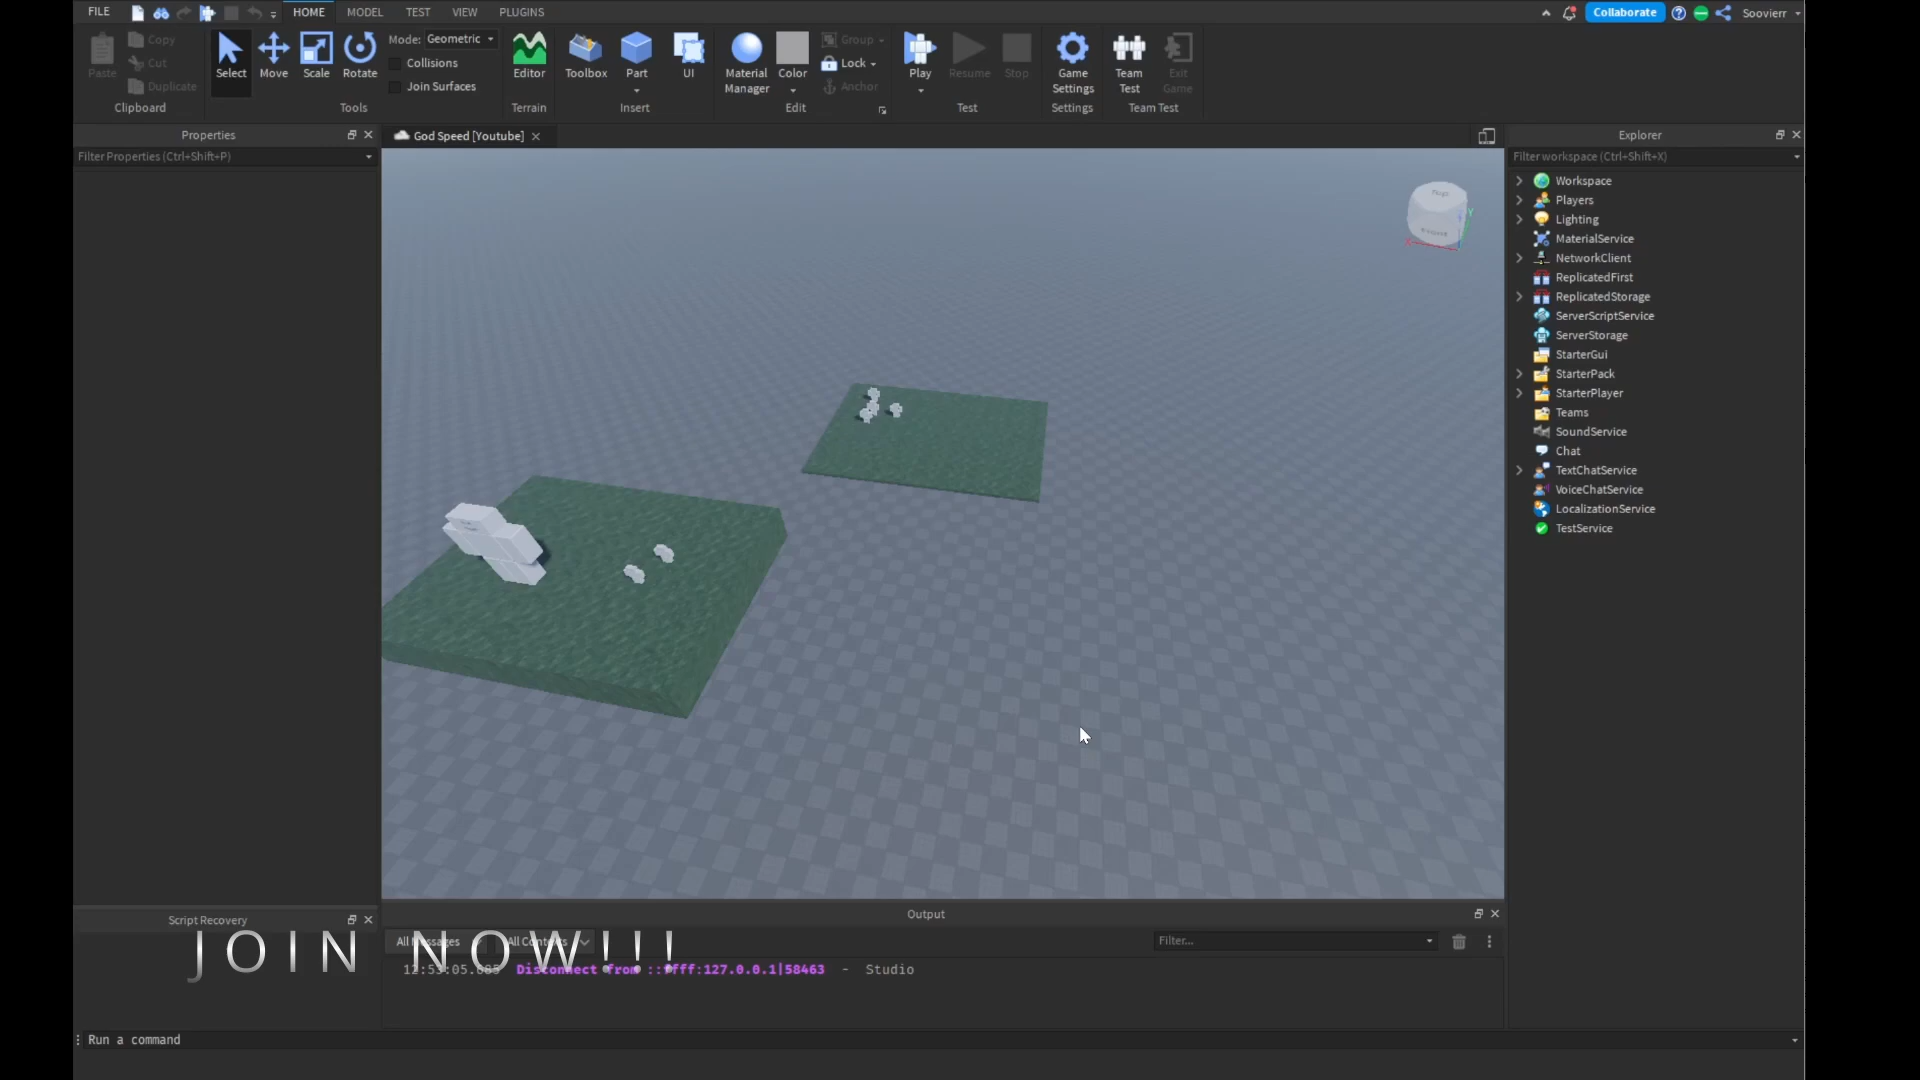 FILE HOME MODEL TEST VIEW PLUGINS Collaborate Soovierr
Paste Copy Cut Duplicate Clipboard
Select Move Scale Rotate Mode: Geometric Collisions Join Surfaces Tools
Editor Terrain
Toolbox Part UI Insert
Material Manager Color Group Lock Anchor Edit
Play Resume Stop Test
Game Settings Settings
Team Test Exit Game Team Test
Properties
Filter Properties (Ctrl+Shift+P)
God Speed [Youtube]
Explorer
Filter workspace (Ctrl+Shift+X)
Workspace
Players
Lighting
MaterialService
NetworkClient
ReplicatedFirst
ReplicatedStorage
ServerScriptService
ServerStorage
StarterGui
StarterPack
StarterPlayer
Teams
SoundService
Chat
TextChatService
VoiceChatService
LocalizationService
TestService
Script Recovery
JOIN NOW!!!
Output
All Messages All Contexts Filter...
Disconnect from ::ffff:127.0.0.1|58463 - Studio
Run a command